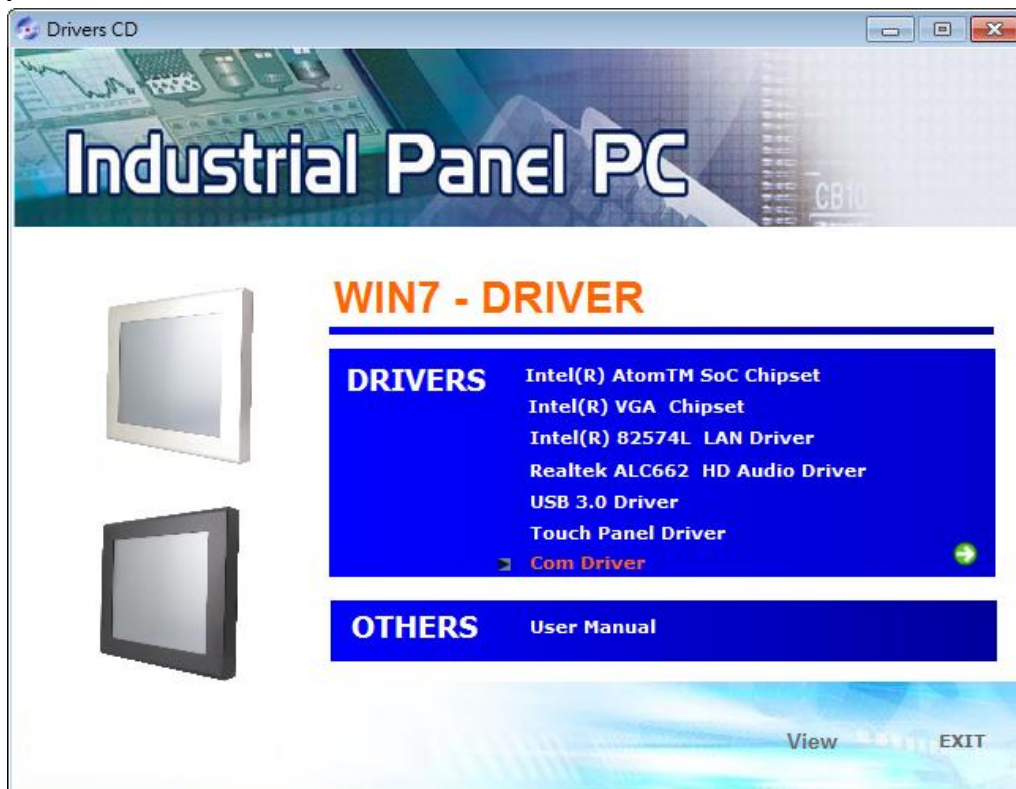 Drivers CD
Industrial Panel PC
CB10
WIN7 - DRIVER
DRIVERS
Intel(R) AtomTM SoC Chipset
Intel(R) VGA Chipset
Intel(R) 82574L LAN Driver
Realtek ALC662 HD Audio Driver
USB 3.0 Driver
Touch Panel Driver
Com Driver
OTHERS
User Manual
View
EXIT